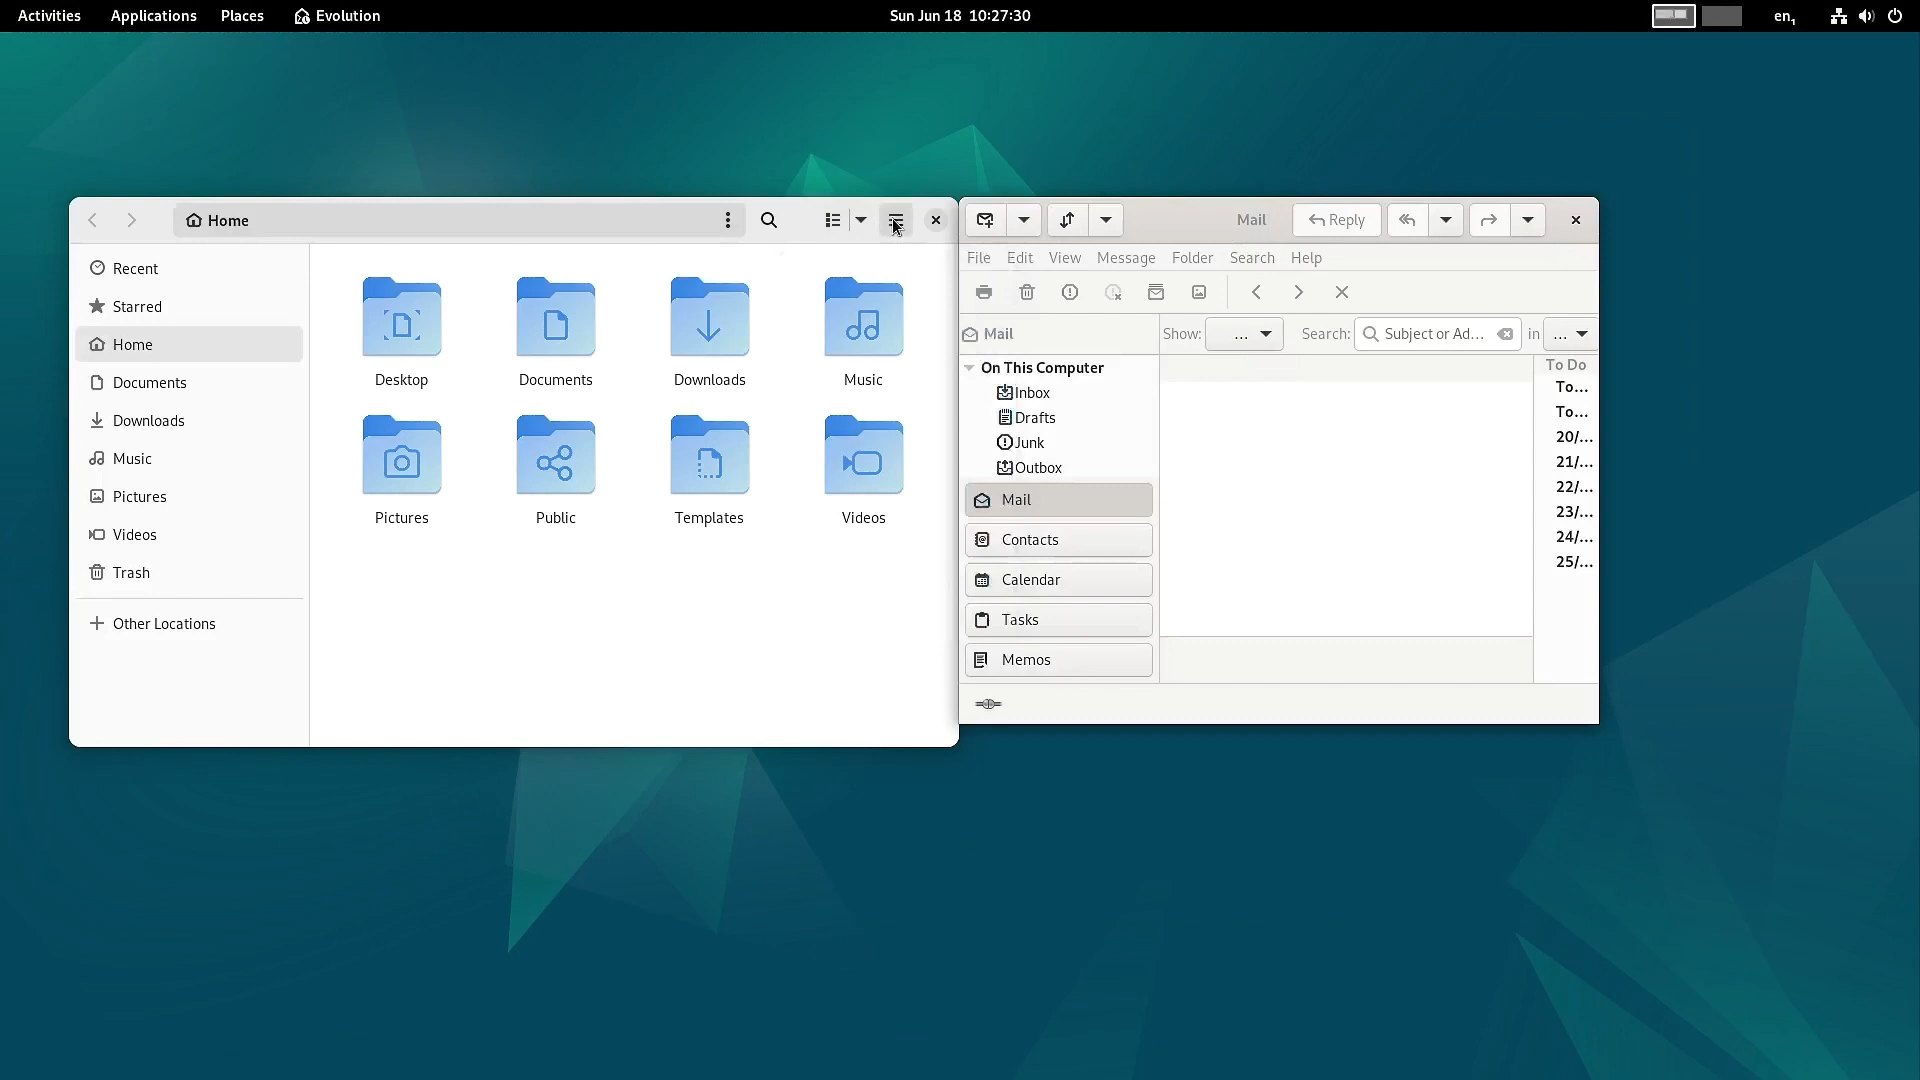 Activities Applications Places Evolution Sun Jun 18 10:27:30 en₁
Home
Recent
Starred
Home
Documents
Downloads
Music
Pictures
Videos
Trash
Other Locations
Desktop Documents Downloads Music
Pictures Public Templates Videos
Mail Reply
File Edit View Message Folder Search Help
Mail Show: ... Search: Subject or Ad... in ...
On This Computer
Inbox
Drafts
Junk
Outbox
Mail
Contacts
Calendar
Tasks
Memos
To Do
To...
To...
20/...
21/...
22/...
23/...
24/...
25/...